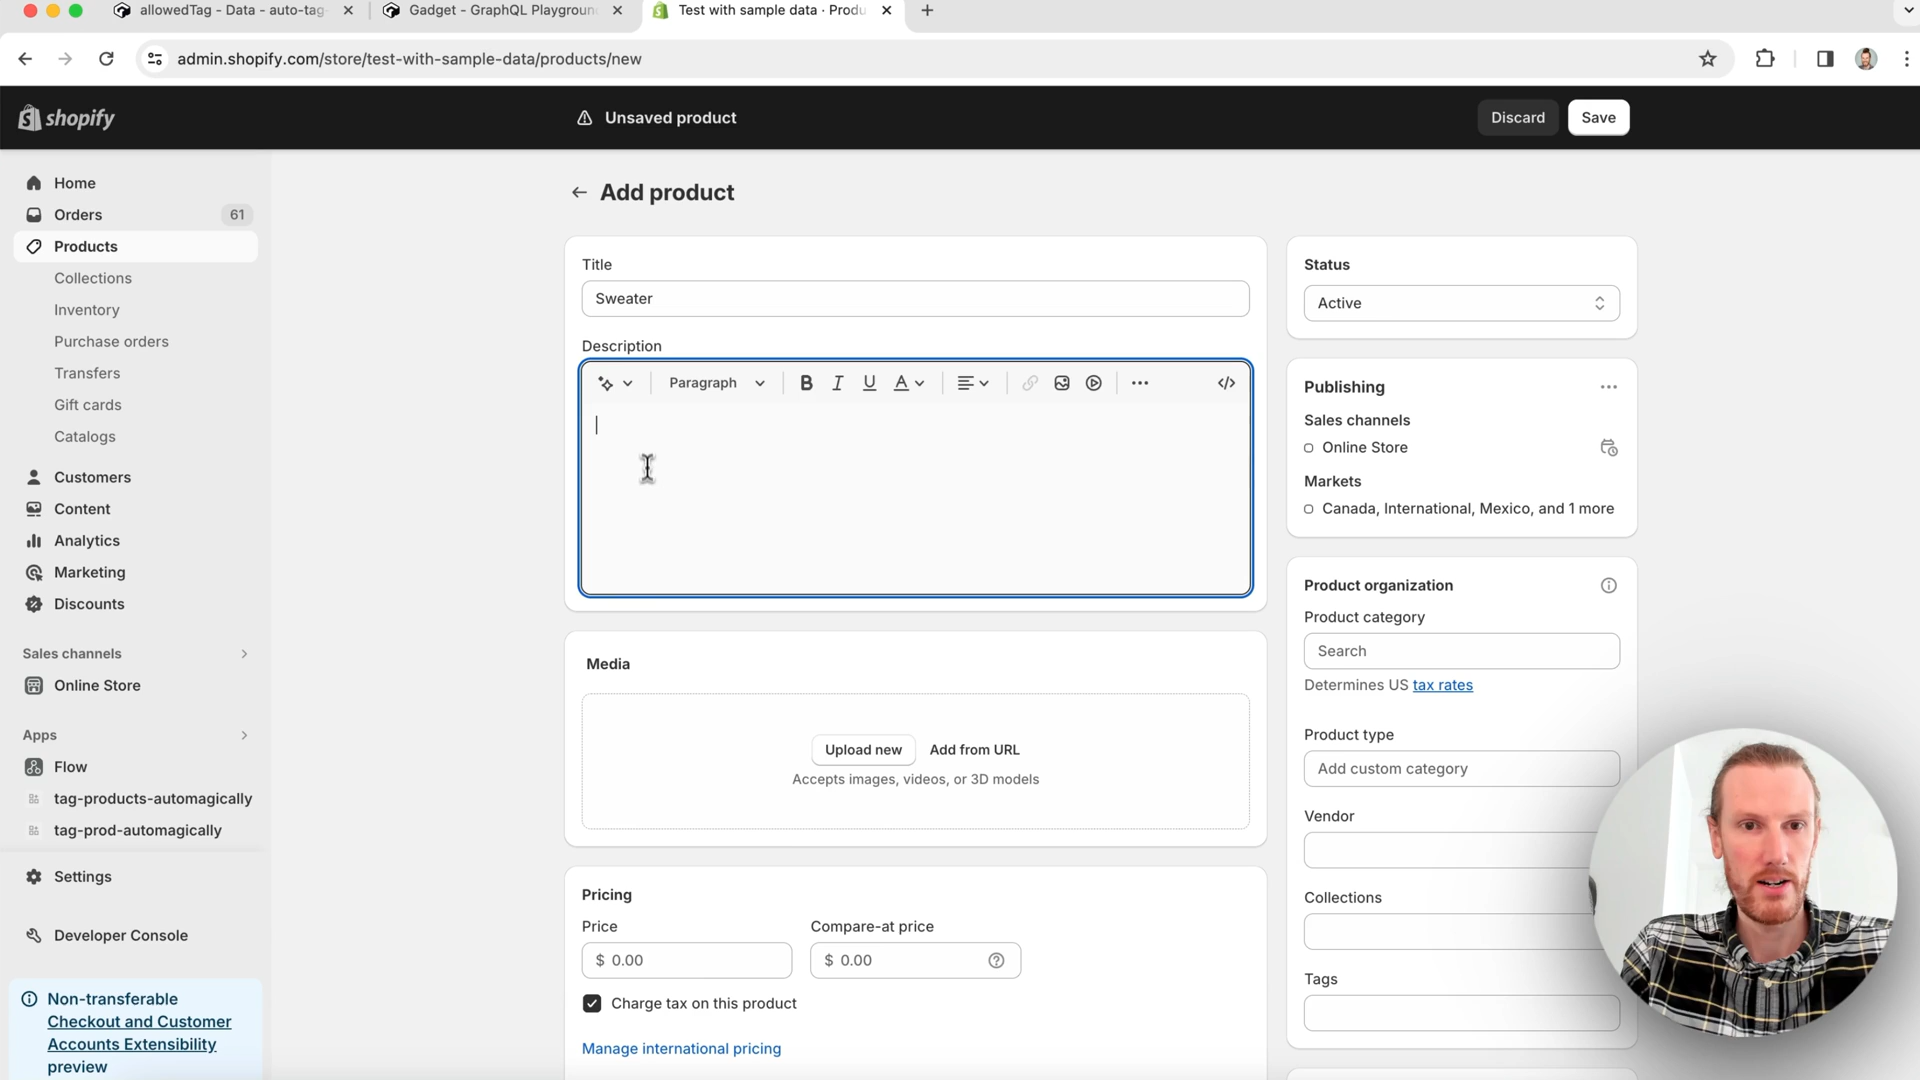 allowedTag - Data - auto-tag-
Gadget - GraphQL Playgroun
Test with sample data · Produ
admin.shopify.com/store/test-with-sample-data/products/new
shopify
Unsaved product
Discard
Save
Home
Orders
61
Products
Collections
Inventory
Purchase orders
Transfers
Gift cards
Catalogs
Customers
Content
Analytics
Marketing
Discounts
Sales channels
Online Store
Apps
Flow
tag-products-automagically
tag-prod-automagically
Settings
Developer Console
Non-transferable
Checkout and Customer
Accounts Extensibility
preview
Add product
Title
Sweater
Description
Paragraph
B I U A
Media
Upload new
Add from URL
Accepts images, videos, or 3D models
Pricing
Price
Compare-at price
$ 0.00
$ 0.00
Charge tax on this product
Manage international pricing
Status
Active
Publishing
Sales channels
Online Store
Markets
Canada, International, Mexico, and 1 more
Product organization
Product category
Search
Determines US tax rates
Product type
Add custom category
Vendor
Collections
Tags